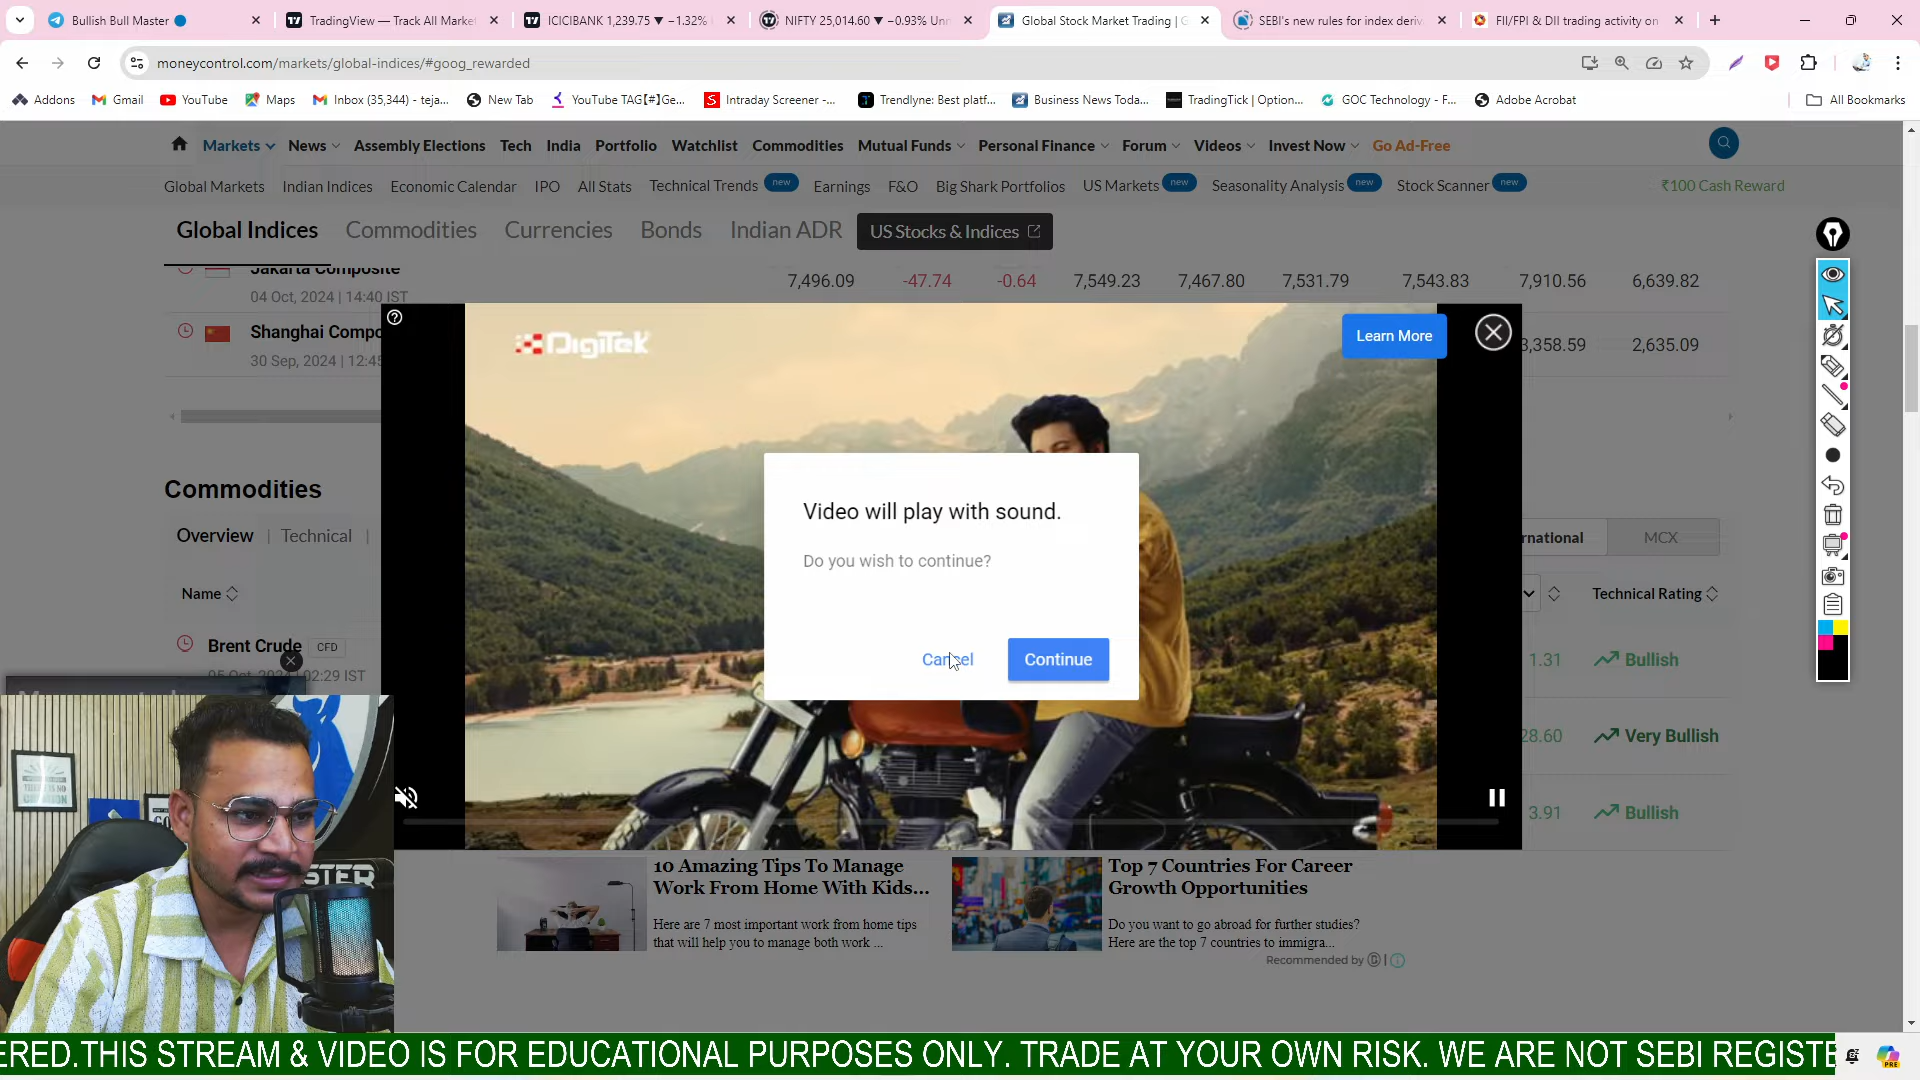 Bullish Bull Master
TradingView — Track All Marke
ICICIBANK 1,239.75 ▼ −1.32%
NIFTY 25,014.60 ▼ −0.93% Un
Global Stock Market Trading | G
SEBI's new rules for index deriv
FII/FPI & DII trading activity on
moneycontrol.com/markets/global-indices/#goog_rewarded
Addons
Gmail
YouTube
Maps
Inbox (35,344) - teja...
New Tab
YouTube TAG【#】Ge...
Intraday Screener -...
Trendlyne: Best platf...
Business News Toda...
TradingTick | Option...
GOC Technology - F...
Adobe Acrobat
All Bookmarks
Markets News Assembly Elections Tech India Portfolio Watchlist Commodities Mutual Funds Personal Finance Forum Videos Invest Now Go Ad-Free
Global Markets Indian Indices Economic Calendar IPO All Stats Technical Trends new Earnings F&O Big Shark Portfolios US Markets new Seasonality Analysis new Stock Scanner new ₹100 Cash Reward
Global Indices Commodities Currencies Bonds Indian ADR US Stocks & Indices
Jakarta Composite 7,496.09 -47.74 -0.64 7,549.23 7,467.80 7,531.79 7,543.83 7,910.56 6,639.82
04 Oct, 2024 | 14:40 IST
Shanghai Compo 3,358.59 2,635.09
30 Sep, 2024 | 12:45
DigiTek
Learn More
Commodities
Overview | Technical |
rnational MCX
Name
Technical Rating
Video will play with sound.
Do you wish to continue?
Cancel Continue
Brent Crude CFD
05 Oct, 2024 | 02:29 IST
1.31 Bullish
28.60 Very Bullish
3.91 Bullish
STER
10 Amazing Tips To Manage
Work From Home With Kids...
Here are 7 most important work from home tips
that will help you to manage both work ...
Top 7 Countries For Career
Growth Opportunities
Do you want to go abroad for further studies?
Here are the top 7 countries to immigra...
Recommended by
ERED.THIS STREAM & VIDEO IS FOR EDUCATIONAL PURPOSES ONLY. TRADE AT YOUR OWN RISK. WE ARE NOT SEBI REGISTE
PRE